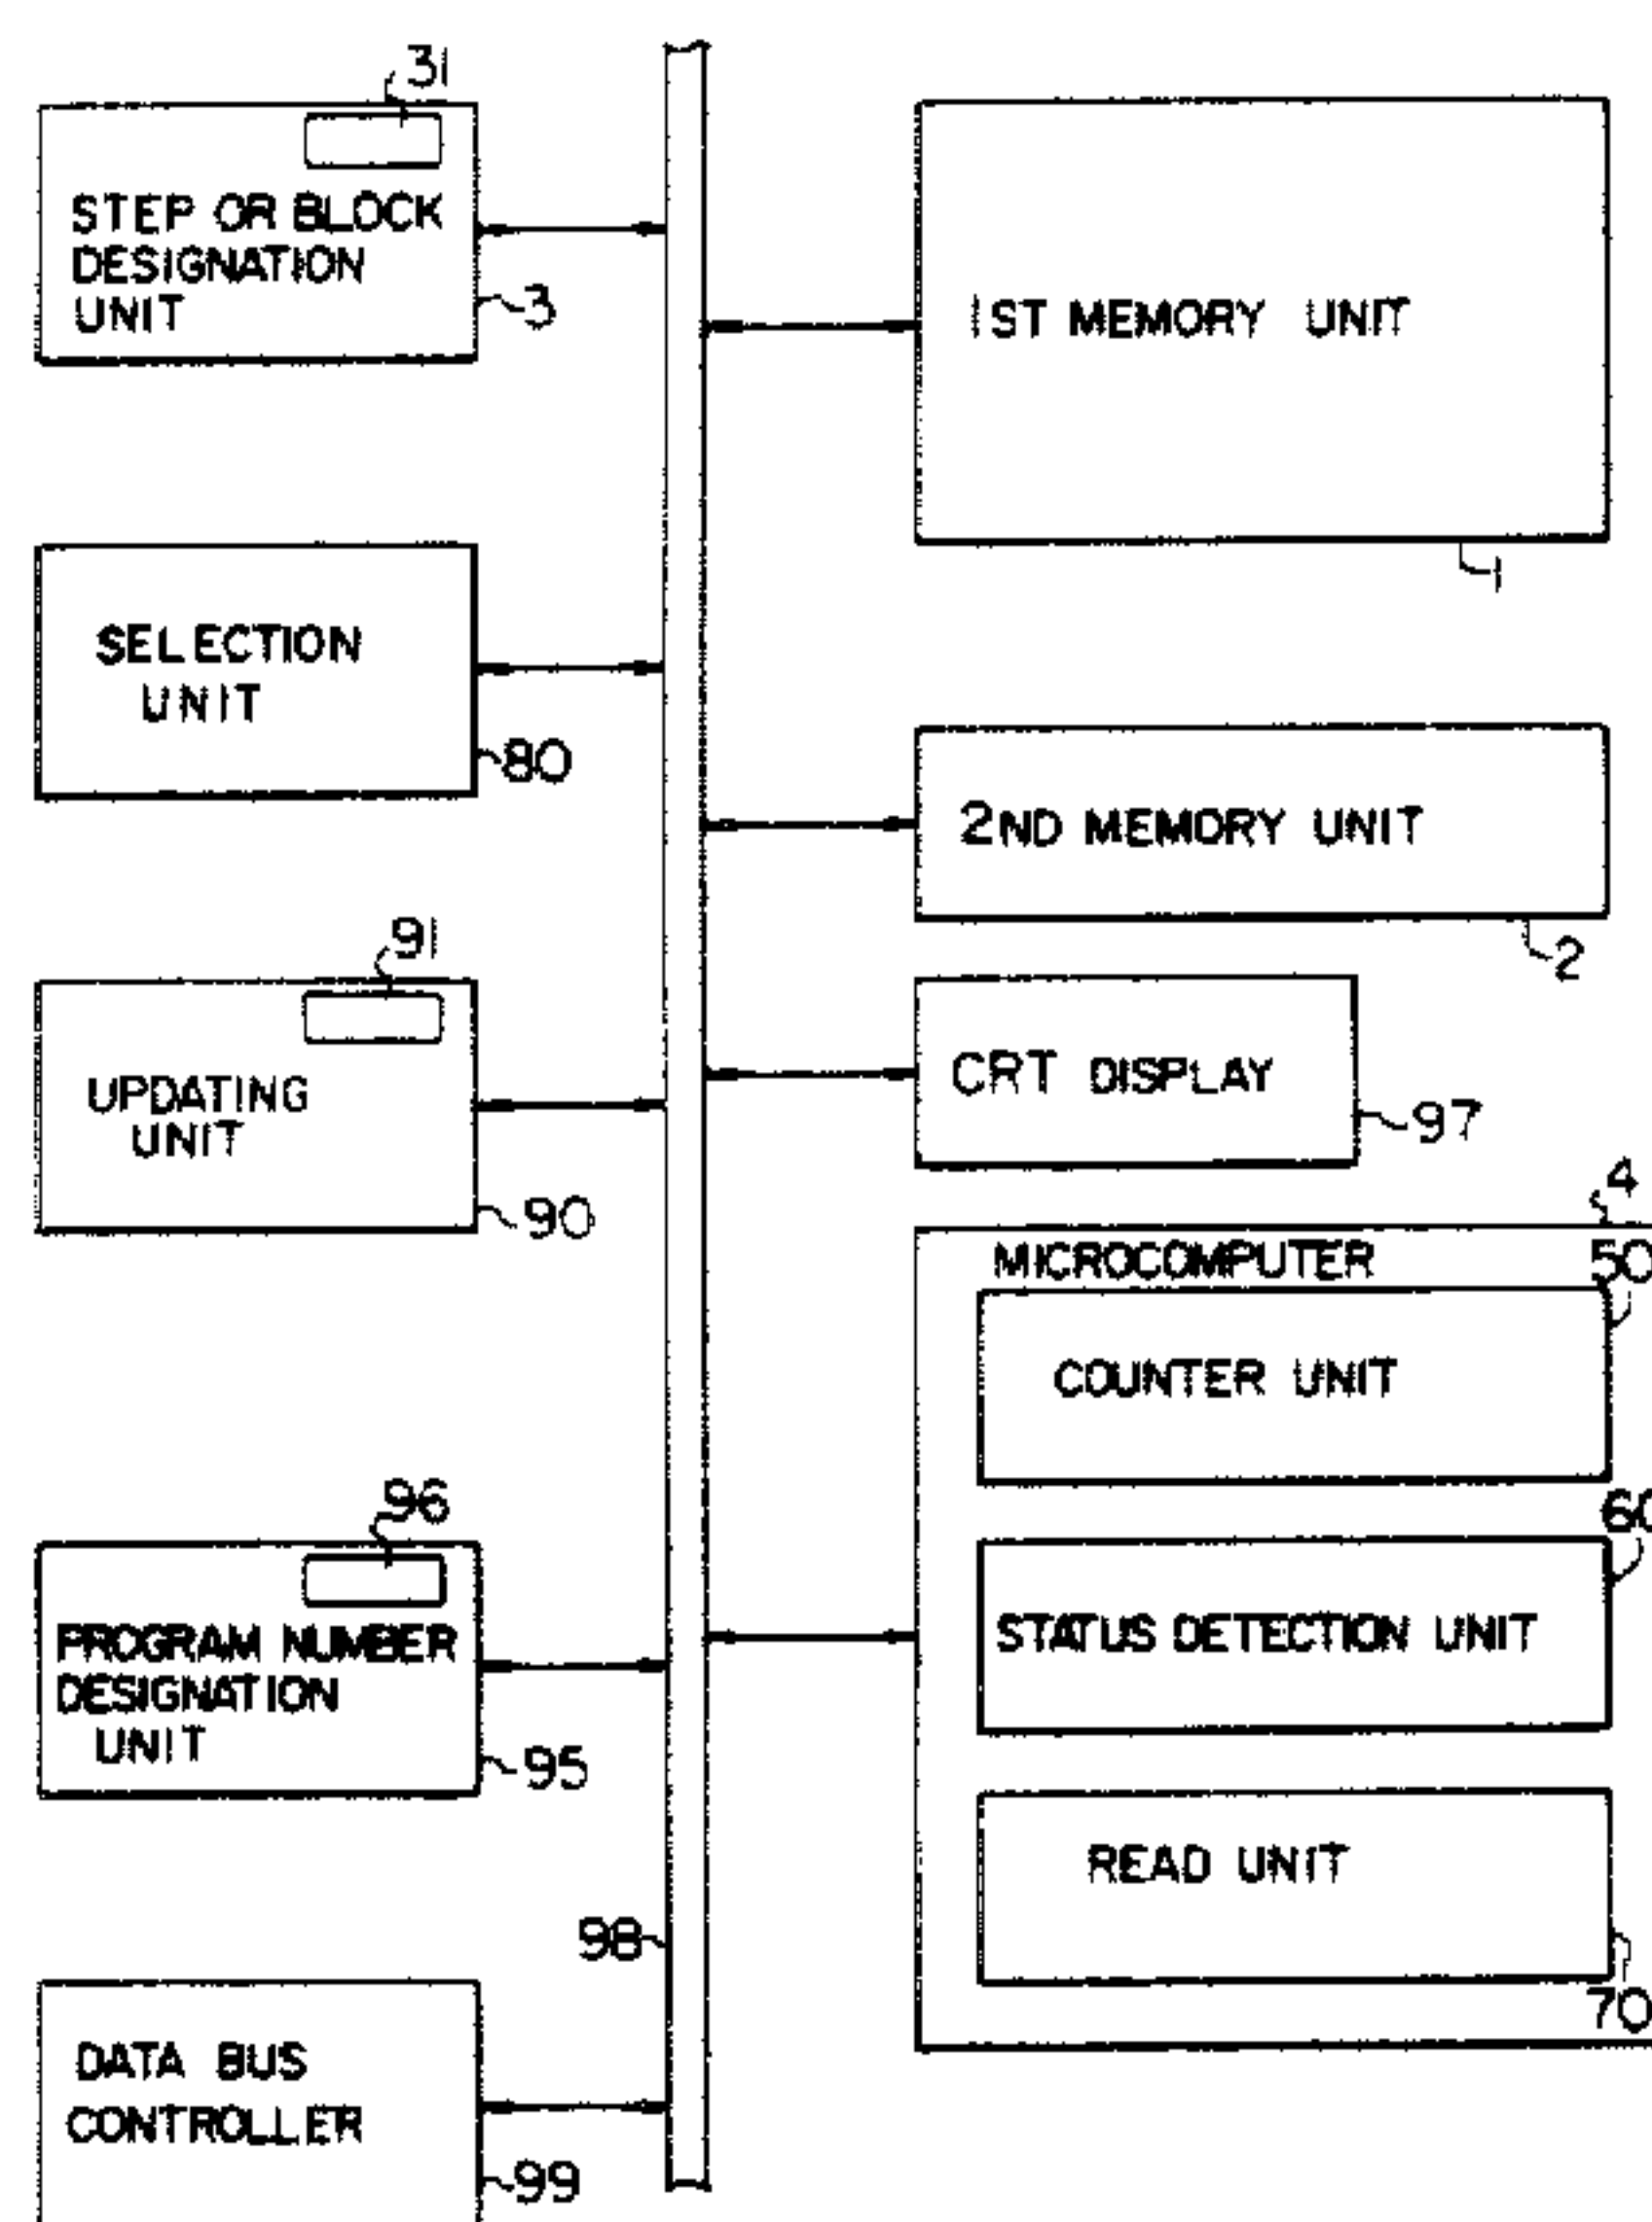 31
STEP OR BLOCK
DESIGNATION
UNIT
3
1ST MEMORY UNIT
1
SELECTION
UNIT
80
2ND MEMORY UNIT
2
91
UPDATING
UNIT
90
CRT DISPLAY
97
4
MICROCOMPUTER
50
COUNTER UNIT
96
PROGRAM NUMBER
DESIGNATION
UNIT
95
60
STATUS DETECTION UNIT
READ UNIT
70
98
DATA BUS
CONTROLLER
99